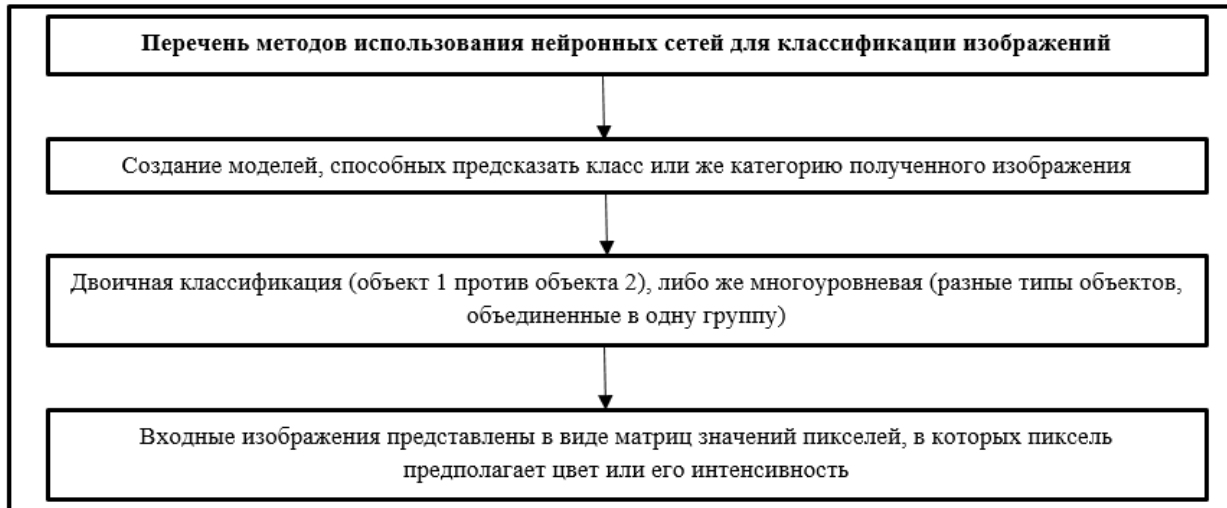 Перечень методов использования нейронных сетей для классификации изображений
Создание моделей, способных предсказать класс или же категорию полученного изображения
Двоичная классификация (объект 1 против объекта 2), либо же многоуровневая (разные типы объектов,
объединенные в одну группу)
Входные изображения представлены в виде матриц значений пикселей, в которых пиксель
предполагает цвет или его интенсивность